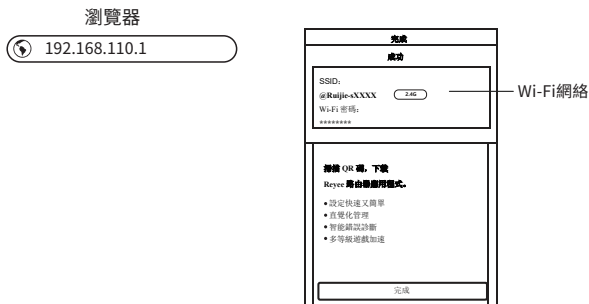 瀏覽器
192.168.110.1
完成
成功
SSID:
@Ruijie-sXXXX 2.4G
Wi-Fi 密碼:
********
Wi-Fi網絡
掃描 QR 碼，下載
Reyee 路由器應用程式。
• 設定快速又簡單
• 直覺化管理
• 智能錯誤診斷
• 多等級遊戲加速
完成